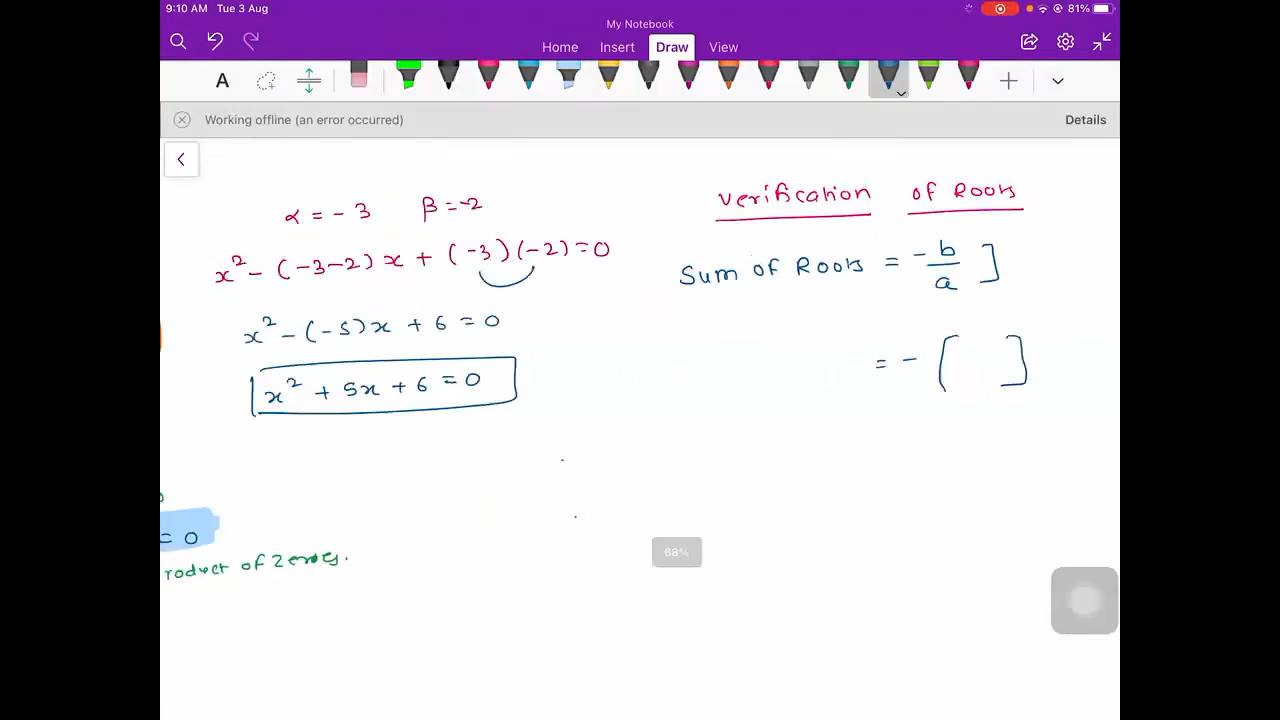 9:10 AM Tue 3 Aug
81%
My Notebook
Home Insert Draw View
A
Working offline (an error occurred)
Details
α = - 3 β = -2
x² - (-3-2) x + (-3)(-2) = 0
x² - (-5)x + 6 = 0
x² + 5x + 6 = 0
= 0
roduct of Zeroes.
Verification of Roots
Sum of Roots = - b/a ]
= - [ ]
68%